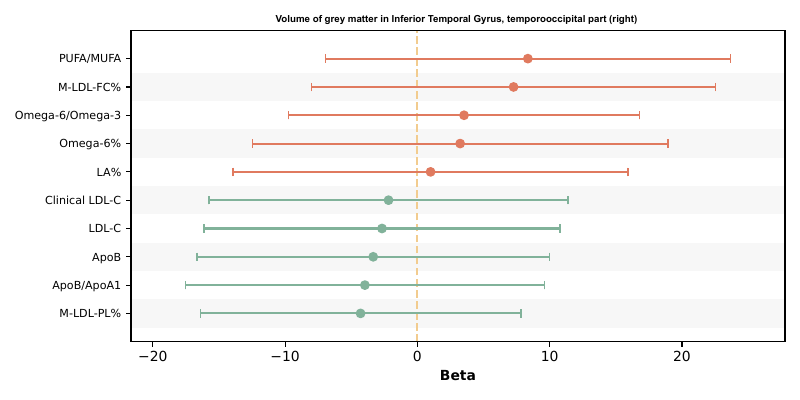 Volume of grey matter in Inferior Temporal Gyrus, temporooccipital part (right)
PUFA/MUFA
M-LDL-FC%
Omega-6/Omega-3
Omega-6%
LA%
Clinical LDL-C
LDL-C
ApoB
ApoB/ApoA1
M-LDL-PL%
−20 −10 0 10 20
Beta